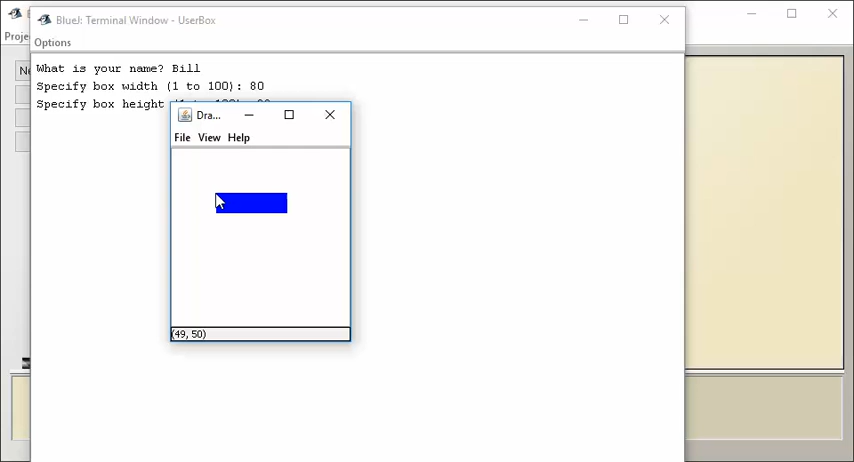 BlueJ: Terminal Window - UserBox
Options
What is your name? Bill
Specify box width (1 to 100): 80
Specify box height
Dra...
File View Help
(49, 50)